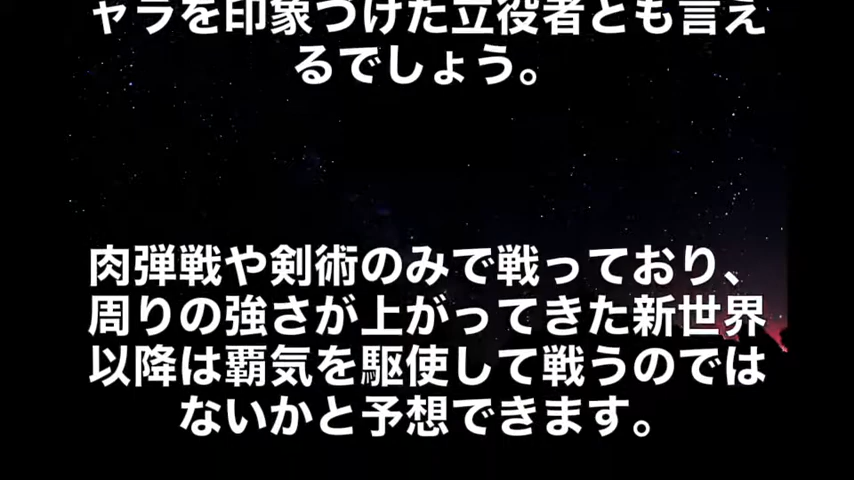 ャラを印象づけた立役者とも言え
るでしょう。
肉弾戦や剣術のみで戦っており、
周りの強さが上がってきた新世界
以降は覇気を駆使して戦うのでは
ないかと予想できます。